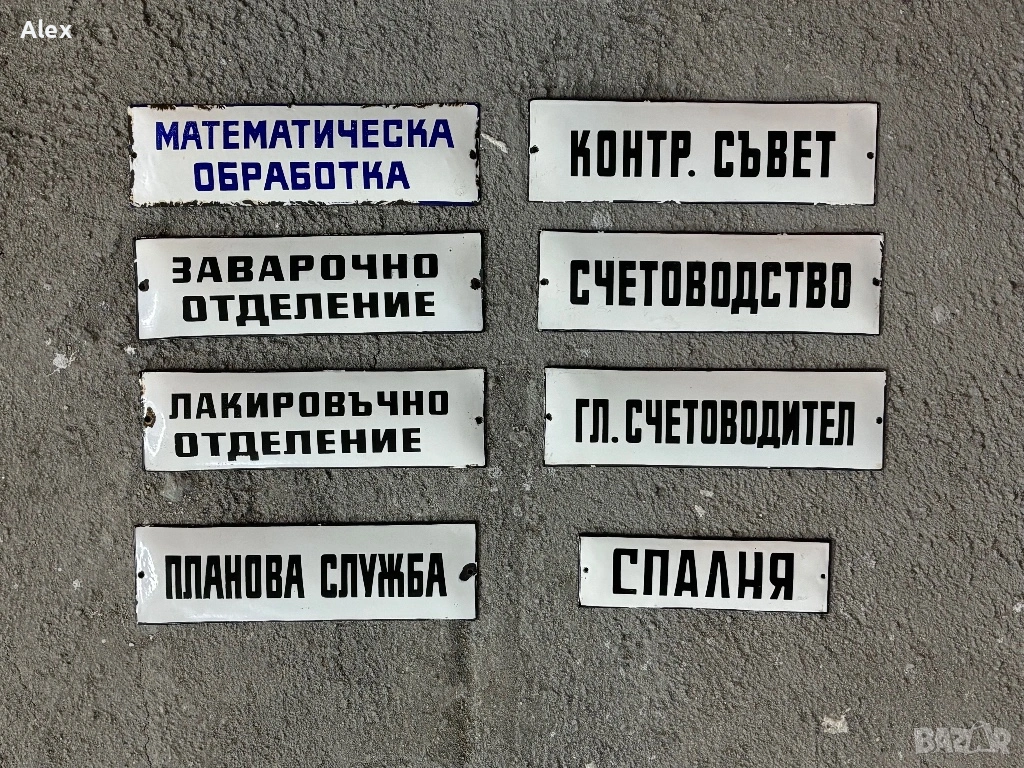 Alex
МАТЕМАТИЧЕСКА
ОБРАБОТКА
КОНТР. СЪВЕТ
ЗАВАРОЧНО
ОТДЕЛЕНИЕ
СЧЕТОВОДСТВО
ЛАКИРОВЪЧНО
ОТДЕЛЕНИЕ
ГЛ. СЧЕТОВОДИТЕЛ
ПЛАНОВА СЛУЖБА
СПАЛНЯ
BAZAR